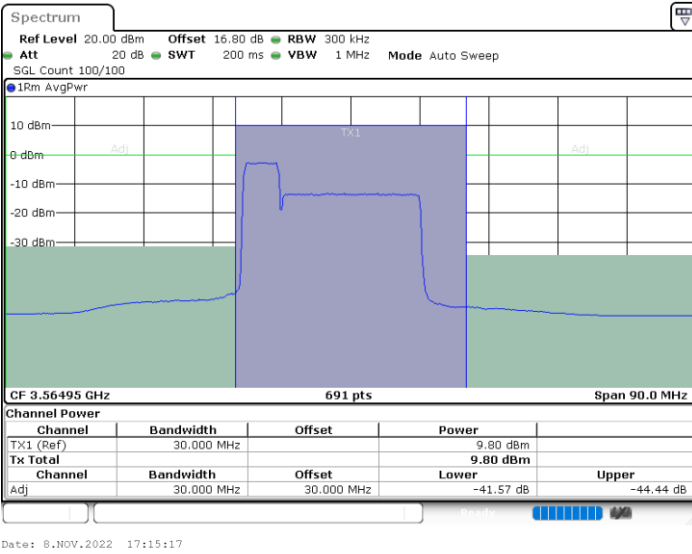 Spectrum
Ref Level 20.00 dBm Offset 16.80 dB RBW 300 kHz
Att 20 dB SWT 200 ms VBW 1 MHz Mode Auto Sweep
SGL Count 100/100
1Rm AvgPwr
10 dBm
TX1
Adj Adj
0 dBm
-10 dBm
-20 dBm
-30 dBm
CF 3.56495 GHz 691 pts Span 90.0 MHz
Channel Power
Channel Bandwidth Offset Power
TX1 (Ref) 30.000 MHz 9.80 dBm
Tx Total 9.80 dBm
Channel Bandwidth Offset Lower Upper
Adj 30.000 MHz 30.000 MHz -41.57 dB -44.44 dB
Ready
Date: 8.NOV.2022 17:15:17